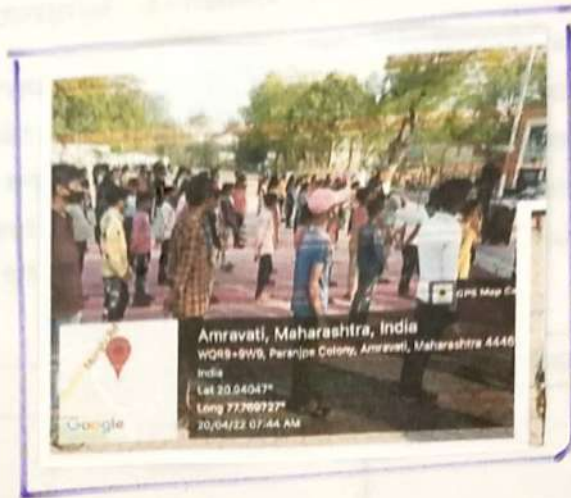 GPS Map Ca
Amravati, Maharashtra, India
WQR9+9W9, Paranjpe Colony, Amravati, Maharashtra 4446
India
Lat 20.94047°
Long 77.769727°
20/04/22 07:44 AM
Google